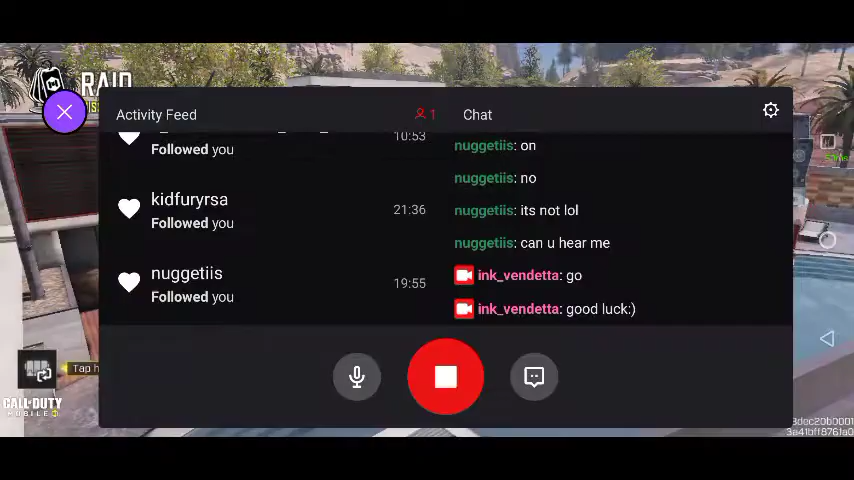 RAID
Activity Feed
1
Chat
10:53
Followed you
kidfuryrsa
21:36
Followed you
nuggetiis
19:55
Followed you
nuggetiis: on
nuggetiis: no
nuggetiis: its not lol
nuggetiis: can u hear me
ink_vendetta: go
ink_vendetta: good luck:)
Tap h
CALL OF DUTY
MOBILE
3dec20b0001
3a41bff876fa0